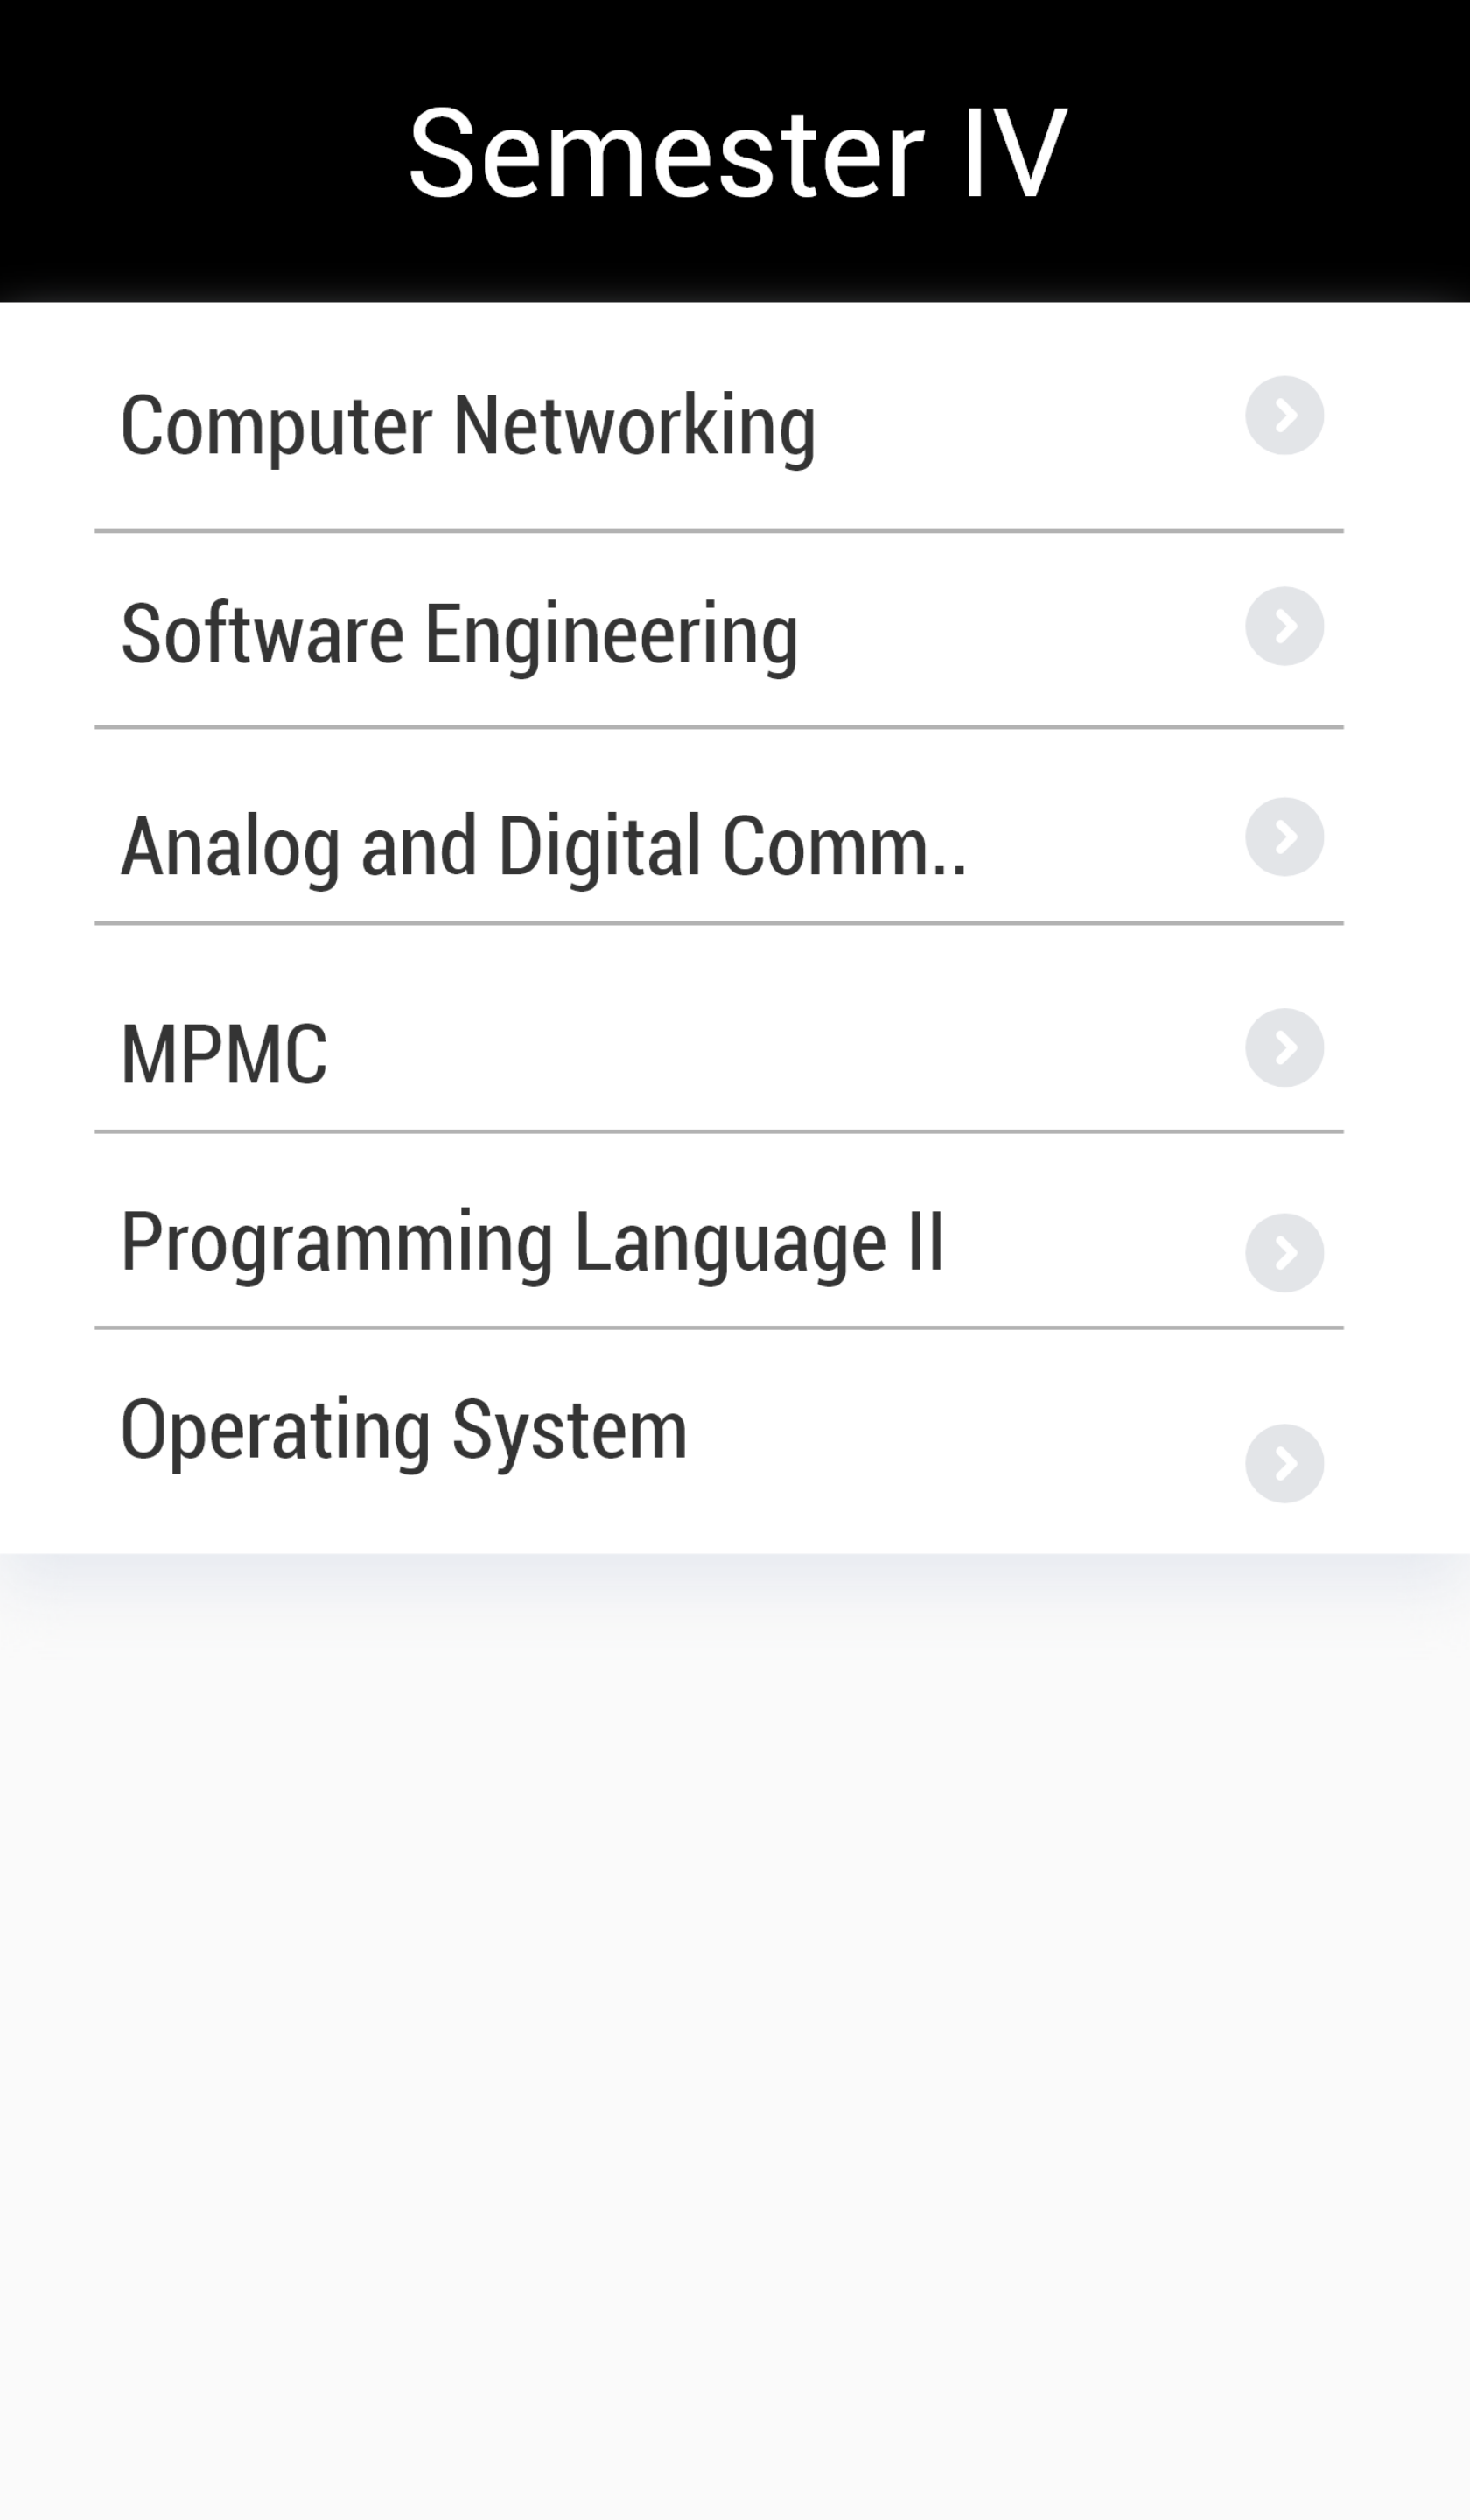 Semester IV
Computer Networking
Software Engineering
Analog and Digital Comm..
MPMC
Programming Language II
Operating System